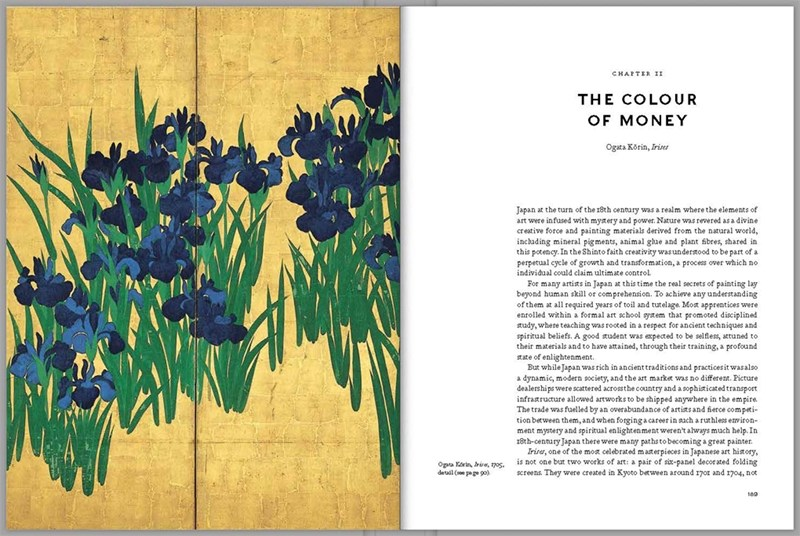 CHAPTER II
THE COLOUR
OF MONEY
Ogata Kōrin, Irises
Japan at the turn of the 18th century was a realm where the elements of
art were infused with mystery and power. Nature was revered as a divine
creative force and painting materials derived from the natural world,
including mineral pigments, animal glue and plant fibres, shared in
this potency. In the Shinto faith creativity was understood to be part of a
perpetual cycle of growth and transformation, a process over which no
individual could claim ultimate control.
For many artists in Japan at this time the real secrets of painting lay
beyond human skill or comprehension. To achieve any understanding
of them at all required years of toil and tutelage. Most apprentices were
enrolled within a formal art school system that promoted disciplined
study, where teaching was rooted in a respect for ancient techniques and
spiritual beliefs. A good student was expected to be selfless, attuned to
their materials and to have attained, through their training, a profound
state of enlightenment.
But while Japan was rich in ancient traditions and practices it was also
a dynamic, modern society, and the art market was no different. Picture
dealerships were scattered across the country and a sophisticated transport
infrastructure allowed artworks to be shipped anywhere in the empire.
The trade was fuelled by an overabundance of artists and fierce competi-
tion between them, and when forging a career in such a ruthless environ-
ment mystery and spiritual enlightenment weren't always much help. In
18th-century Japan there were many paths to becoming a great painter.
Irises, one of the most celebrated masterpieces in Japanese art history,
is not one but two works of art: a pair of six-panel decorated folding
screens. They were created in Kyoto between around 1701 and 1704, not
Ogata Kōrin, Irises, 1705,
detail (see page 90).
189